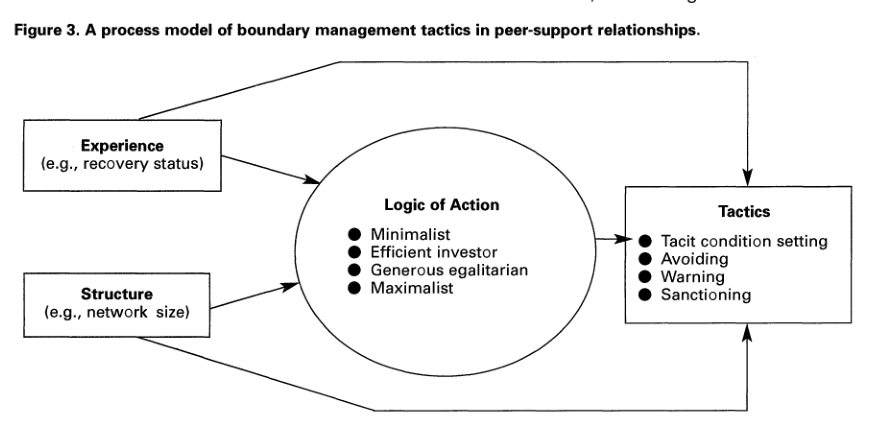 Figure 3. A process model of boundary management tactics in peer-support relationships.
Experience
(e.g., recovery status)
Structure
(e.g., network size)
Logic of Action
● Minimalist
● Efficient investor
● Generous egalitarian
● Maximalist
Tactics
● Tacit condition setting
● Avoiding
● Warning
● Sanctioning